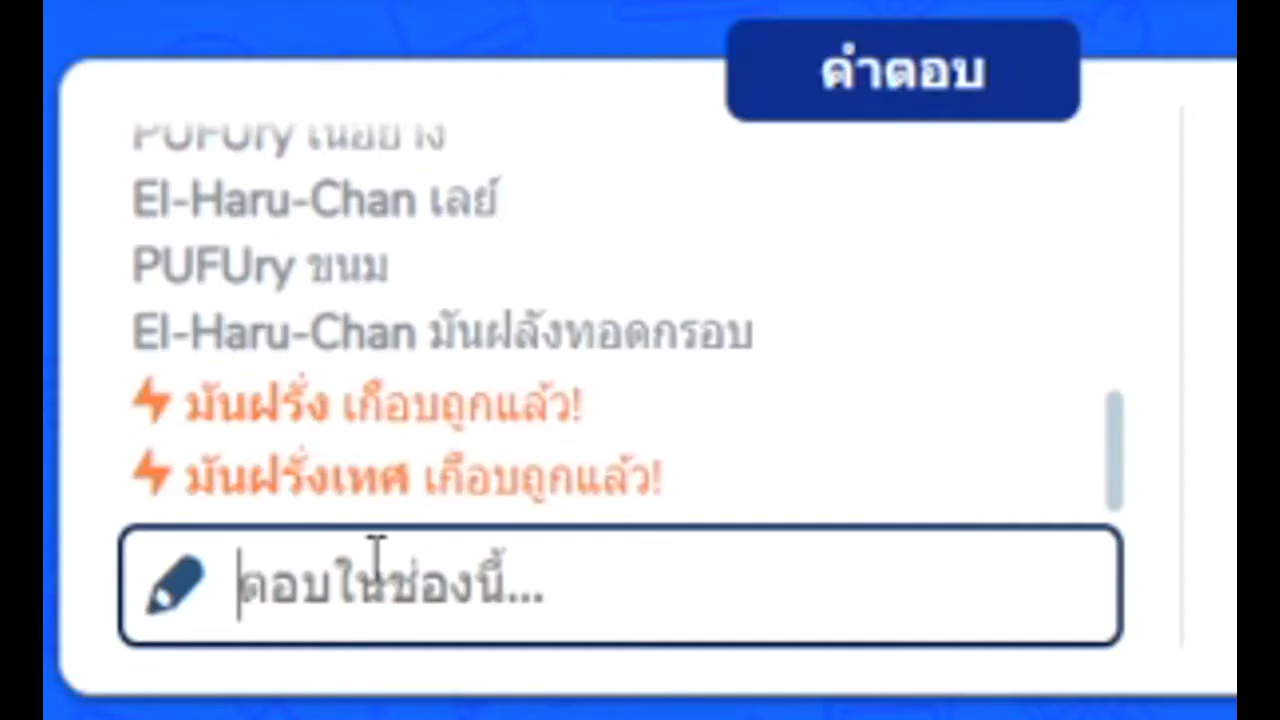 คำตอบ
PUFUry
El-Haru-Chan เลย์
PUFUry ขนม
El-Haru-Chan มันฝลังทอดกรอบ
มันฝรั่ง เกือบถูกแล้ว!
มันฝรั่งเทศ เกือบถูกแล้ว!
ตอบในช่องนี้...